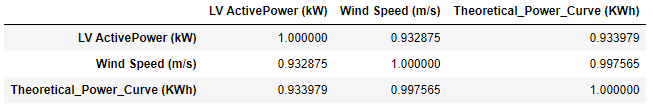 LV ActivePower (kW) Wind Speed (m/s) Theoretical_Power_Curve (KWh)
LV ActivePower (kW) 1.000000 0.932875 0.933979
Wind Speed (m/s) 0.932875 1.000000 0.997565
Theoretical_Power_Curve (KWh) 0.933979 0.997565 1.000000